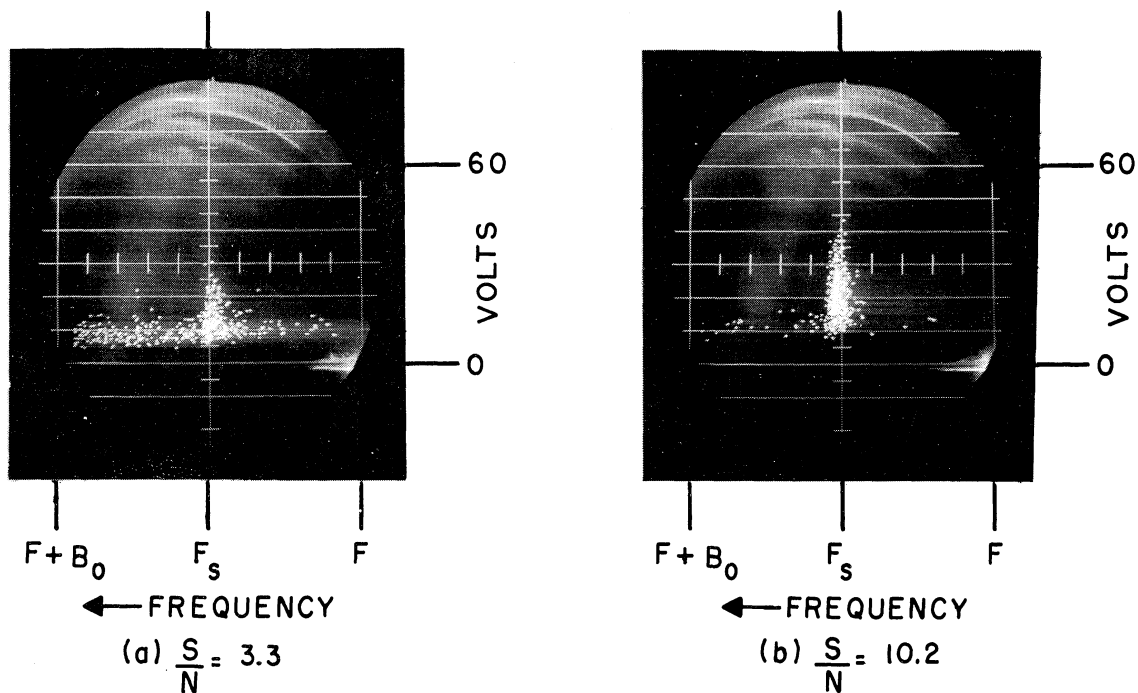 60
VOLTS
0
F + B₀
Fₛ
F
← FREQUENCY
(a) S/N = 3.3
60
VOLTS
0
F + B₀
Fₛ
F
← FREQUENCY
(b) S/N = 10.2